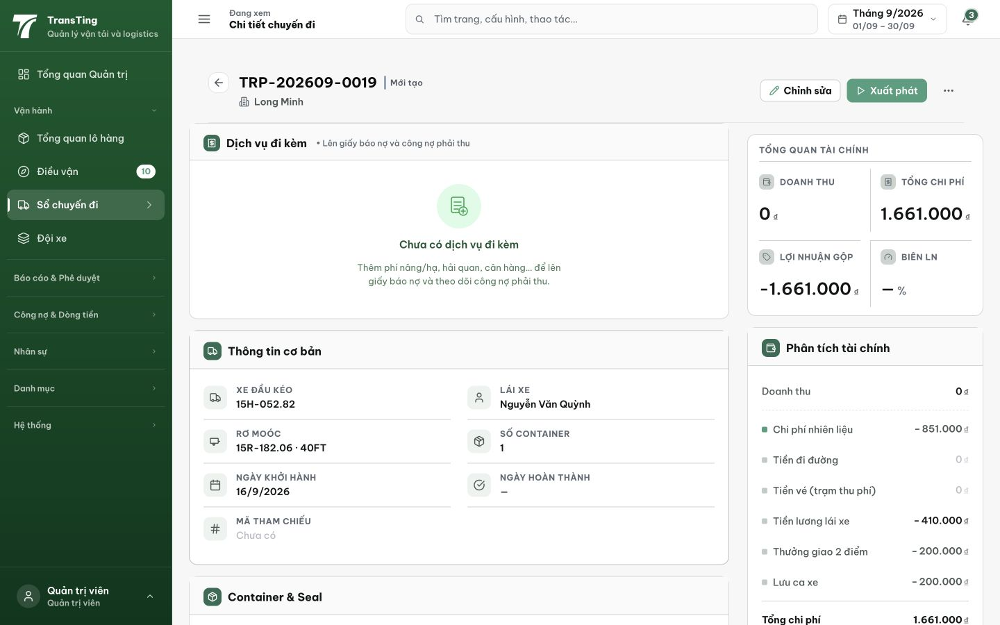 TransTing
Quản lý vận tải và logistics
Tổng quan Quản trị
Vận hành
Tổng quan lô hàng
Điều vận
10
Sổ chuyến đi
Đội xe
Báo cáo & Phê duyệt
Công nợ & Dòng tiền
Nhân sự
Danh mục
Hệ thống
Quản trị viên
Quản trị viên
Đang xem
Chi tiết chuyến đi
Tìm trang, cấu hình, thao tác...
Tháng 9/2026
01/09 – 30/09
3
TRP-202609-0019
Mới tạo
Long Minh
Chỉnh sửa
Xuất phát
Dịch vụ đi kèm
• Lên giấy báo nợ và công nợ phải thu
Chưa có dịch vụ đi kèm
Thêm phí nâng/hạ, hải quan, cân hàng... để lên
giấy báo nợ và theo dõi công nợ phải thu.
Thông tin cơ bản
XE ĐẦU KÉO
15H-052.82
LÁI XE
Nguyễn Văn Quỳnh
RƠ MOÓC
15R-182.06 · 40FT
SỐ CONTAINER
1
NGÀY KHỞI HÀNH
16/9/2026
NGÀY HOÀN THÀNH
—
MÃ THAM CHIẾU
Chưa có
Container & Seal
TỔNG QUAN TÀI CHÍNH
DOANH THU
0 ₫
TỔNG CHI PHÍ
1.661.000 ₫
LỢI NHUẬN GỘP
-1.661.000 ₫
BIÊN LN
— %
Phân tích tài chính
Doanh thu
0 ₫
Chi phí nhiên liệu
– 851.000 ₫
Tiền đi đường
0 ₫
Tiền vé (trạm thu phí)
0 ₫
Tiền lương lái xe
– 410.000 ₫
Thưởng giao 2 điểm
– 200.000 ₫
Lưu ca xe
– 200.000 ₫
Tổng chi phí
1.661.000 ₫